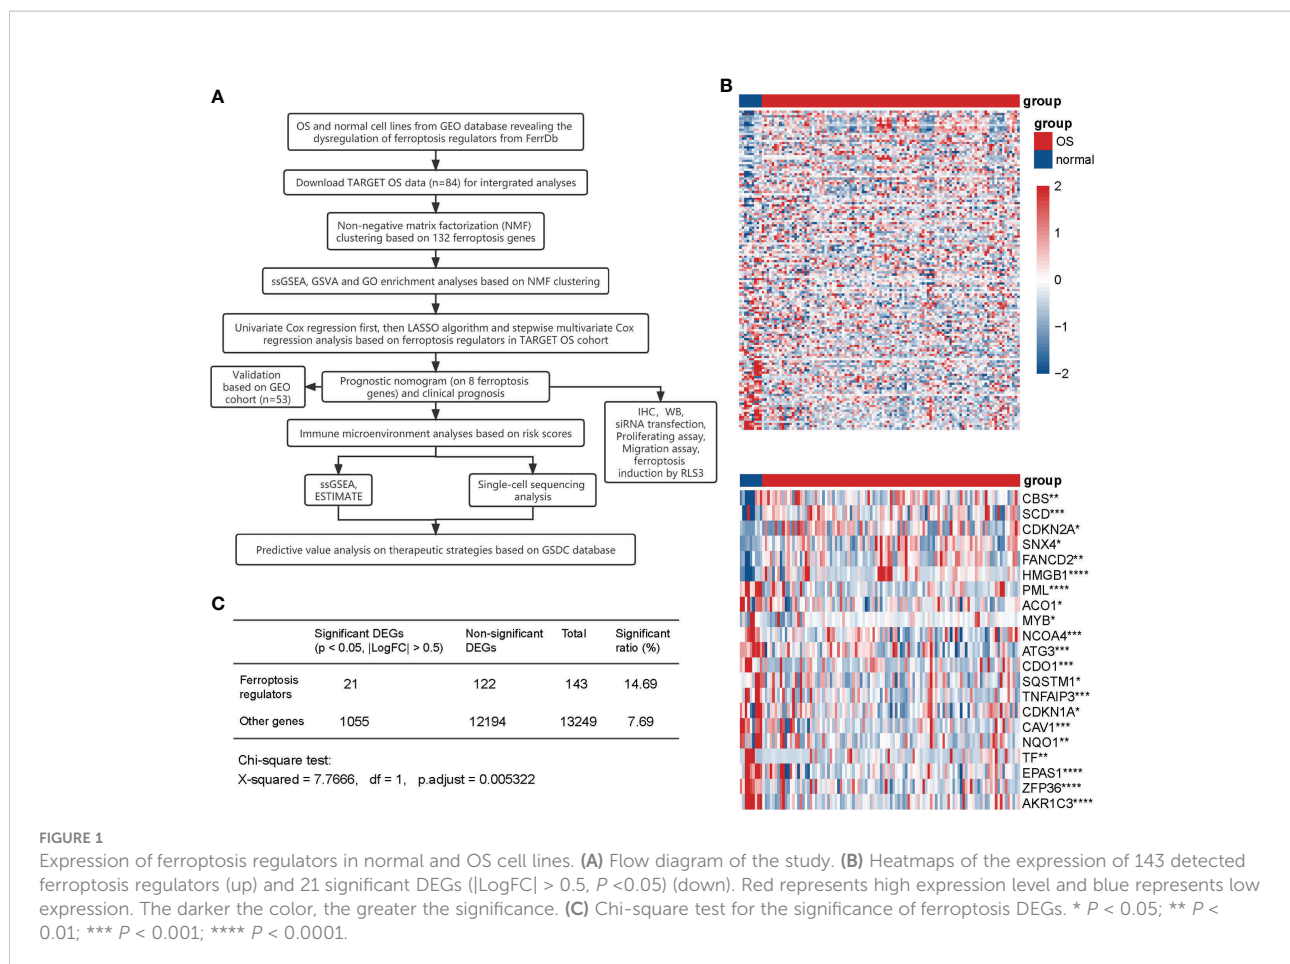 A
OS and normal cell lines from GEO database revealing the
dysregulation of ferroptosis regulators from FerrDb
Download TARGET OS data (n=84) for intergrated analyses
Non-negative matrix factorization (NMF)
clustering based on 132 ferroptosis genes
ssGSEA, GSVA and GO enrichment analyses based on NMF clustering
Univariate Cox regression first, then LASSO algorithm and stepwise multivariate Cox
regression analysis based on ferroptosis regulators in TARGET OS cohort
Validation
based on GEO
cohort (n=53)
Prognostic nomogram (on 8 ferroptosis
genes) and clinical prognosis
IHC, WB,
siRNA transfection,
Proliferating assay,
Migration assay,
ferroptosis
induction by RLS3
Immune microenvironment analyses based on risk scores
ssGSEA,
ESTIMATE
Single-cell sequencing
analysis
Predictive value analysis on therapeutic strategies based on GSDC database
B
group
group
OS
normal
2
1
0
−1
−2
group
CBS**
SCD***
CDKN2A*
SNX4*
FANCD2**
HMGB1****
PML****
ACO1*
MYB*
NCOA4***
ATG3***
CDO1***
SQSTM1*
TNFAIP3***
CDKN1A*
CAV1***
NQO1**
TF**
EPAS1****
ZFP36****
AKR1C3****
C
Significant DEGs
(p < 0.05, |LogFC| > 0.5)
Non-significant
DEGs
Total
Significant
ratio (%)
Ferroptosis
regulators
21
122
143
14.69
Other genes
1055
12194
13249
7.69
Chi-square test:
X-squared = 7.7666, df = 1, p.adjust = 0.005322
FIGURE 1
Expression of ferroptosis regulators in normal and OS cell lines. (A) Flow diagram of the study. (B) Heatmaps of the expression of 143 detected
ferroptosis regulators (up) and 21 significant DEGs (|LogFC| > 0.5, P <0.05) (down). Red represents high expression level and blue represents low
expression. The darker the color, the greater the significance. (C) Chi-square test for the significance of ferroptosis DEGs. * P < 0.05; ** P <
0.01; *** P < 0.001; **** P < 0.0001.